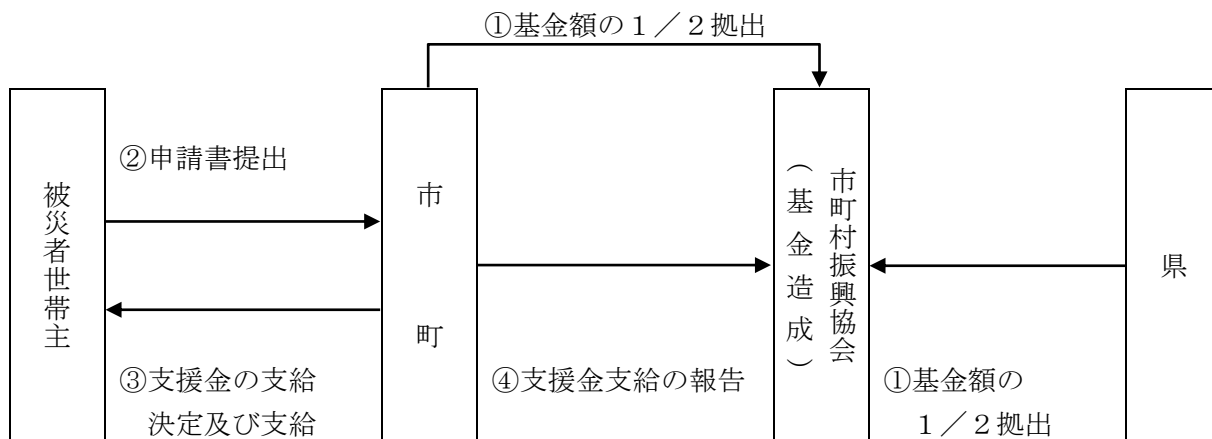 ①基金額の１／２拠出
②申請書提出
被災者世帯主
市町
市町村振興協会
（基金造成）
県
③支援金の支給
決定及び支給
④支援金支給の報告
①基金額の
１／２拠出